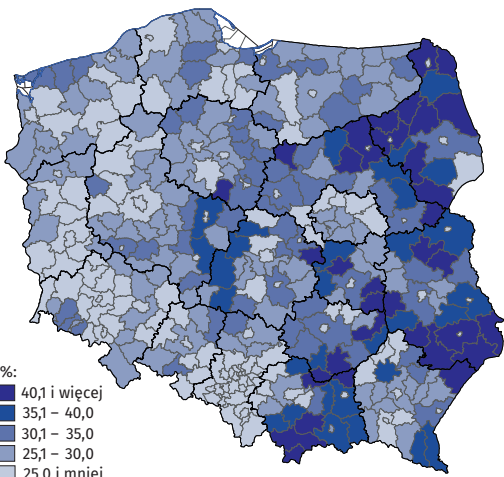 %:
40,1 i więcej
35,1 – 40,0
30,1 – 35,0
25,1 – 30,0
25,0 i mniej